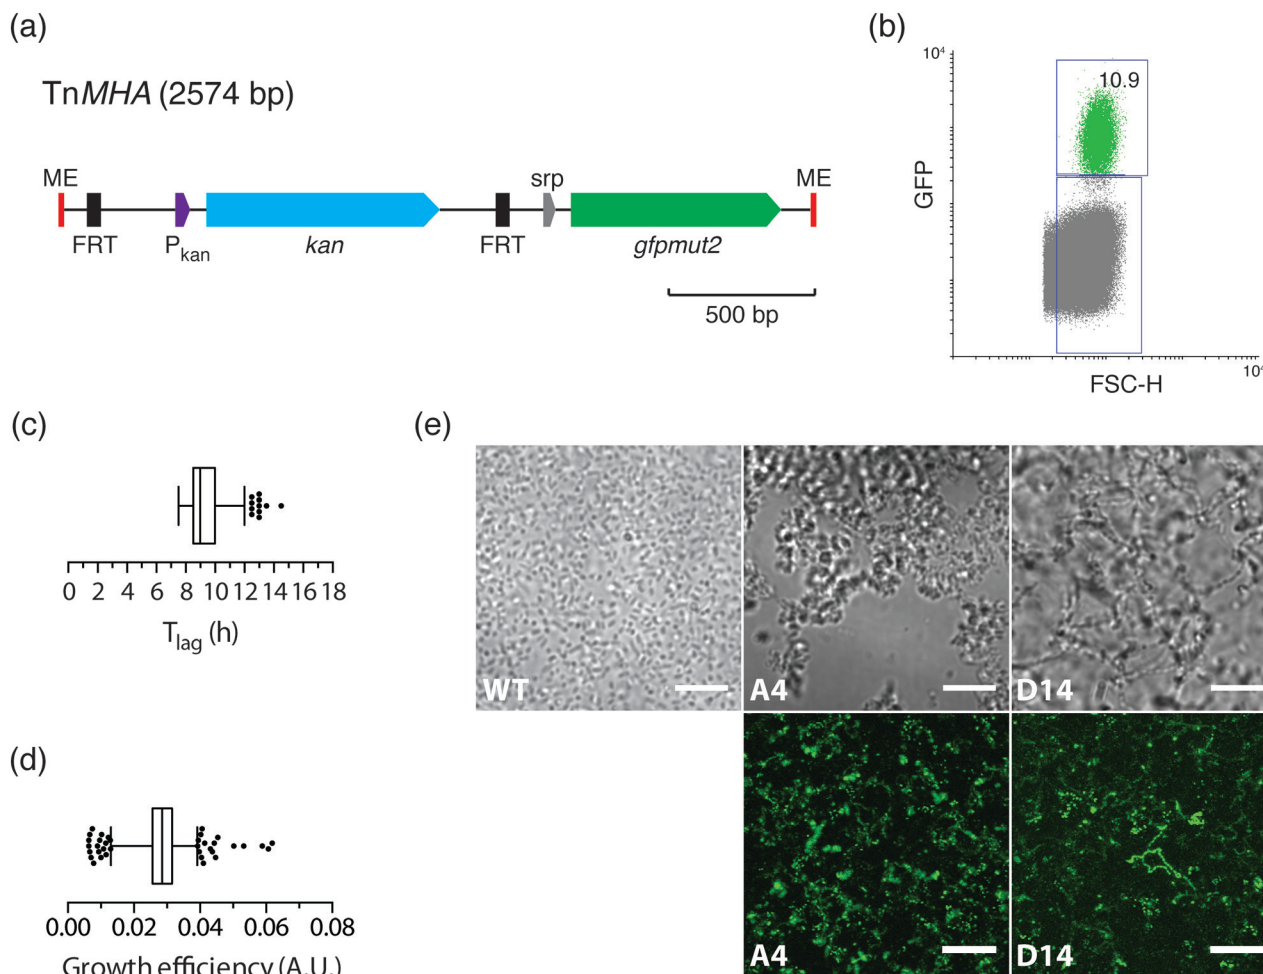 (a)
TnMHA (2574 bp)
ME
srp
ME
FRT
Pkan
kan
FRT
gfpmut2
500 bp
(b)
10⁴
10.9
GFP
FSC-H
10⁴
(c)
0 2 4 6 8 10 12 14 16 18
Tlag (h)
(d)
0.00 0.02 0.04 0.06 0.08
Growth efficiency (A.U.)
(e)
WT
A4
D14
A4
D14